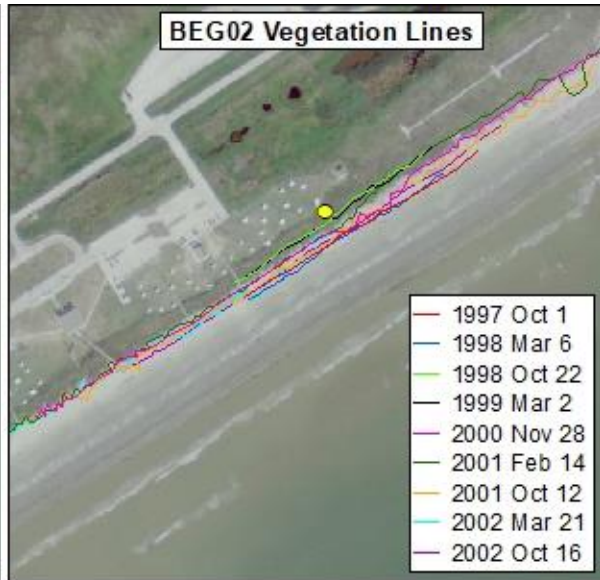 BEG02 Vegetation Lines
1997 Oct 1
1998 Mar 6
1998 Oct 22
1999 Mar 2
2000 Nov 28
2001 Feb 14
2001 Oct 12
2002 Mar 21
2002 Oct 16